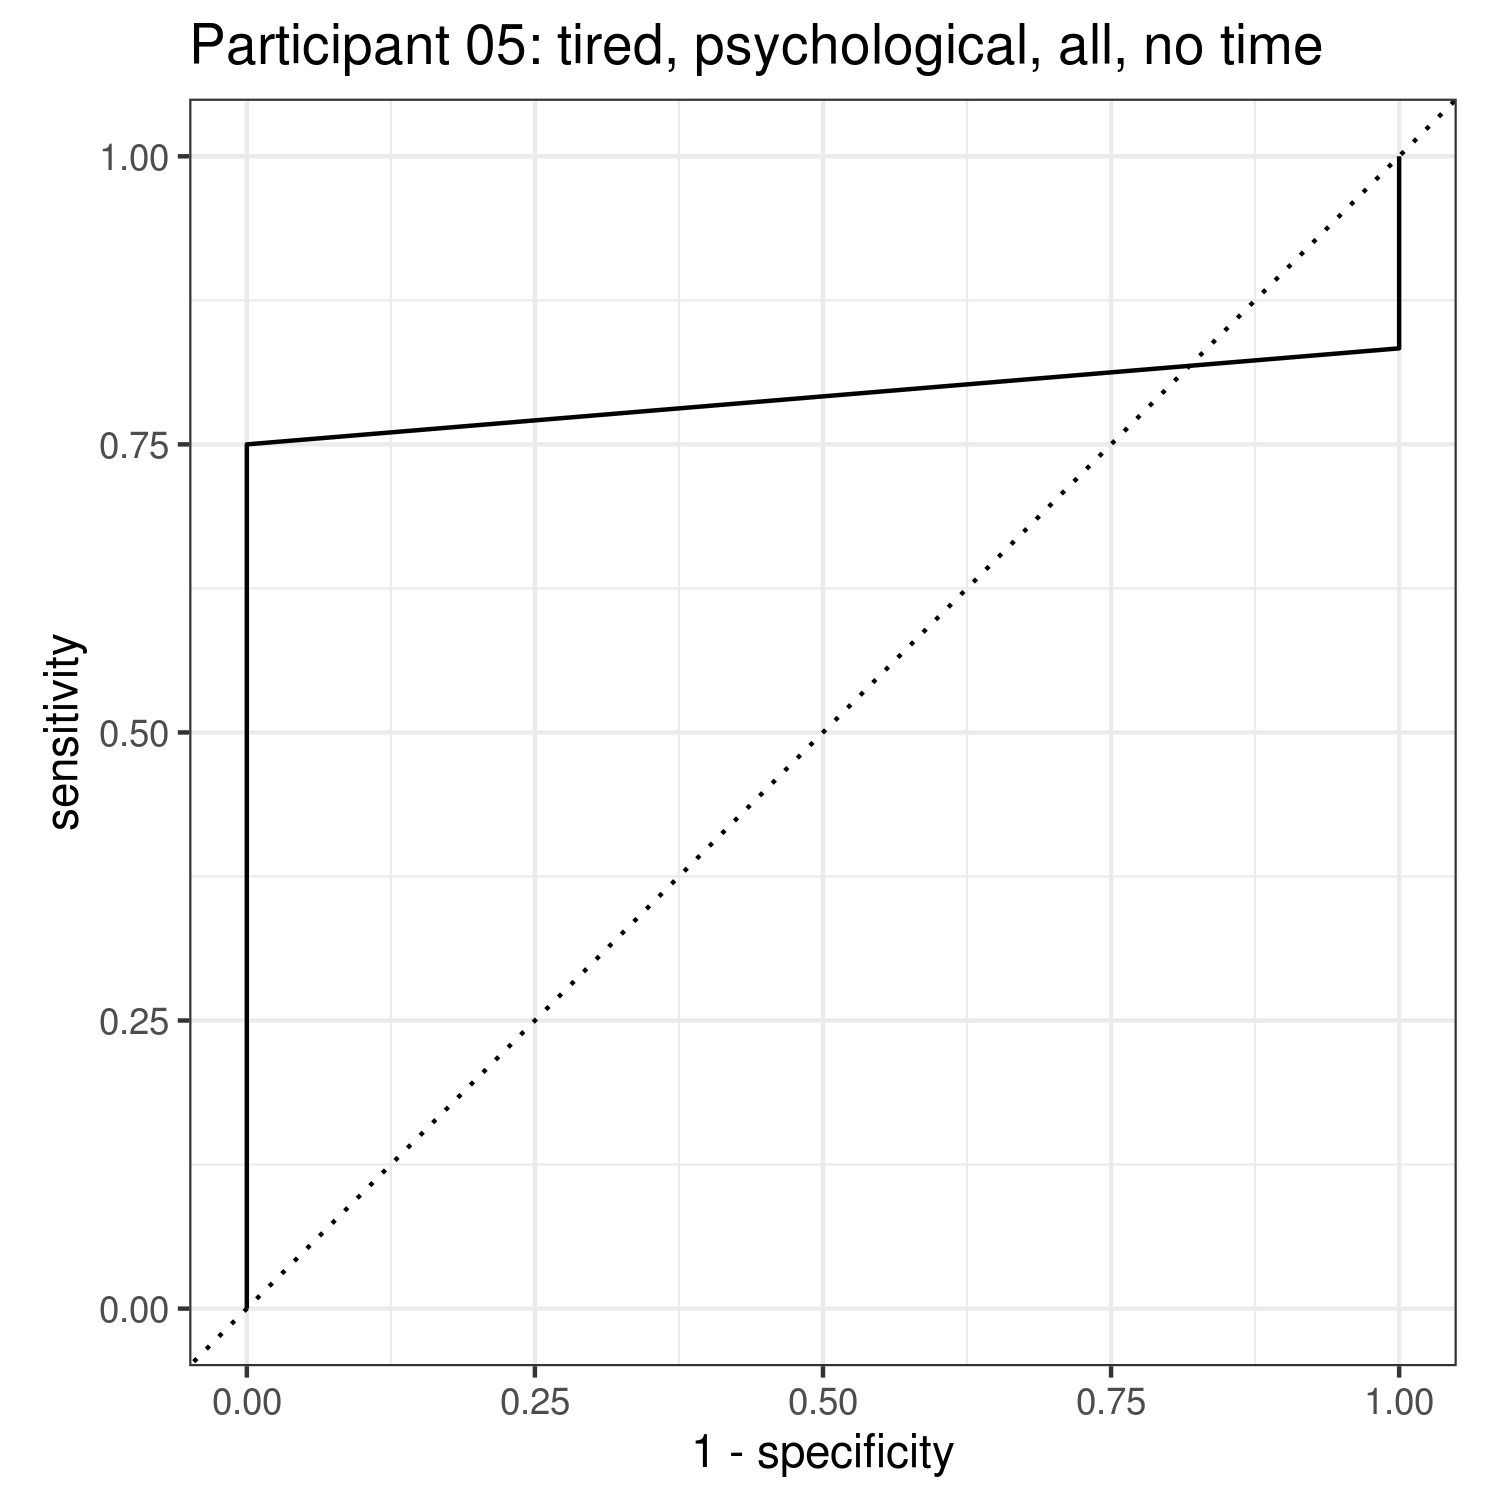 Participant 05: tired, psychological, all, no time
1.00
0.75
0.50
0.25
0.00
sensitivity
0.00 0.25 0.50 0.75 1.00
1 - specificity